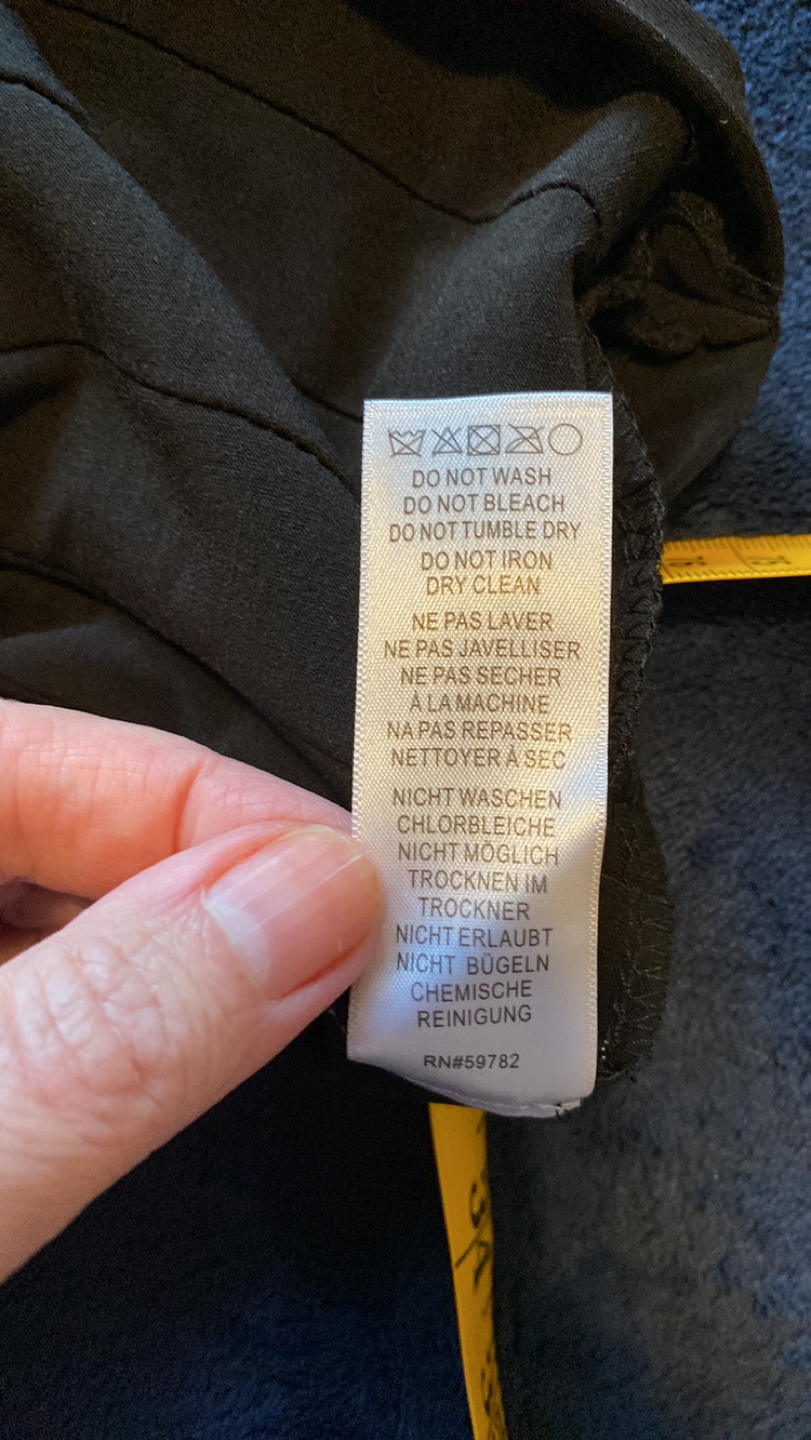 DO NOT WASH
DO NOT BLEACH
DO NOT TUMBLE DRY
DO NOT IRON
DRY CLEAN
NE PAS LAVER
NE PAS JAVELLISER
NE PAS SECHER
À LA MACHINE
NA PAS REPASSER
NETTOYER À SEC
NICHT WASCHEN
CHLORBLEICHE
NICHT MÖGLICH
TROCKNEN IM
TROCKNER
NICHT ERLAUBT
NICHT BÜGELN
CHEMISCHE
REINIGUNG
RN#59782